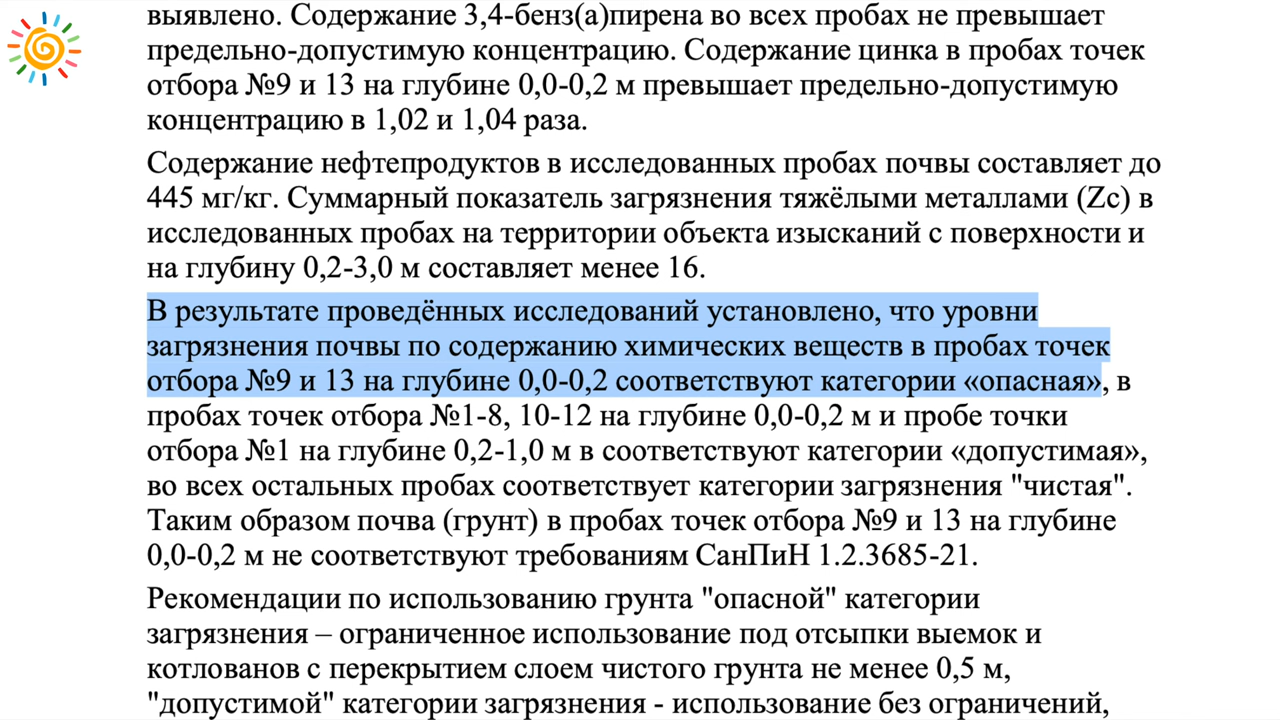 выявлено. Содержание 3,4-бенз(а)пирена во всех пробах не превышает
предельно-допустимую концентрацию. Содержание цинка в пробах точек
отбора №9 и 13 на глубине 0,0-0,2 м превышает предельно-допустимую
концентрацию в 1,02 и 1,04 раза.
Содержание нефтепродуктов в исследованных пробах почвы составляет до
445 мг/кг. Суммарный показатель загрязнения тяжёлыми металлами (Zc) в
исследованных пробах на территории объекта изысканий с поверхности и
на глубину 0,2-3,0 м составляет менее 16.
В результате проведённых исследований установлено, что уровни
загрязнения почвы по содержанию химических веществ в пробах точек
отбора №9 и 13 на глубине 0,0-0,2 соответствуют категории «опасная», в
пробах точек отбора №1-8, 10-12 на глубине 0,0-0,2 м и пробе точки
отбора №1 на глубине 0,2-1,0 м в соответствуют категории «допустимая»,
во всех остальных пробах соответствует категории загрязнения "чистая".
Таким образом почва (грунт) в пробах точек отбора №9 и 13 на глубине
0,0-0,2 м не соответствуют требованиям СанПиН 1.2.3685-21.
Рекомендации по использованию грунта "опасной" категории
загрязнения – ограниченное использование под отсыпки выемок и
котлованов с перекрытием слоем чистого грунта не менее 0,5 м,
"допустимой" категории загрязнения - использование без ограничений,